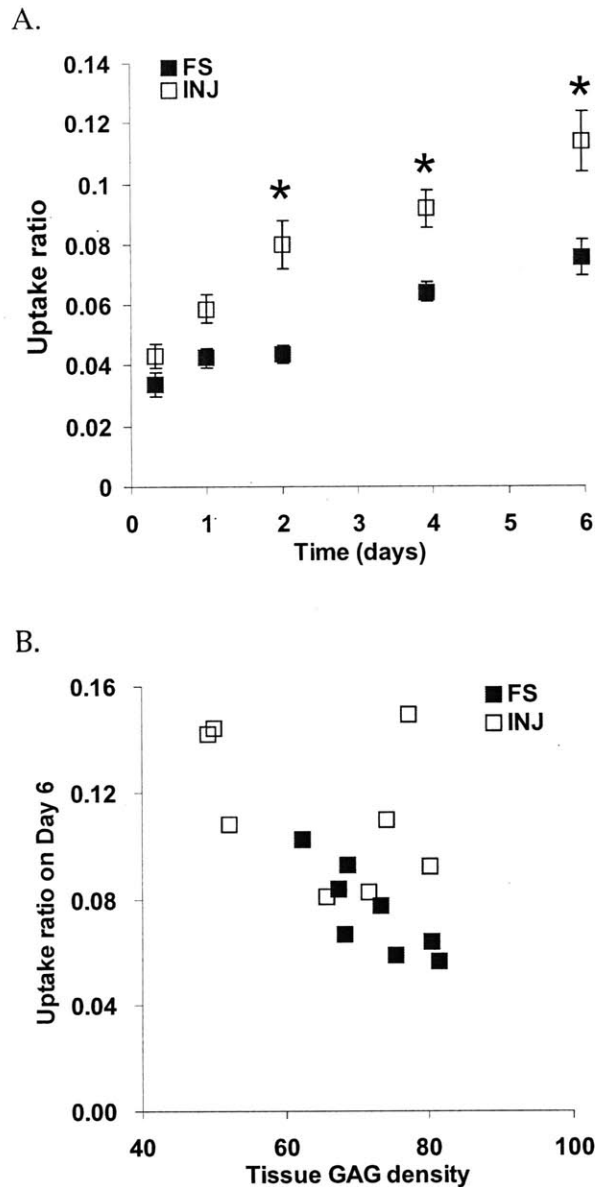 A.
FS
INJ
0.14
0.12
0.1
0.08
0.06
0.04
0.02
0
* * *
Uptake ratio
0 1 2 3 4 5 6
Time (days)
B.
FS
INJ
0.16
0.12
0.08
0.04
0.00
Uptake ratio on Day 6
40 60 80 100
Tissue GAG density